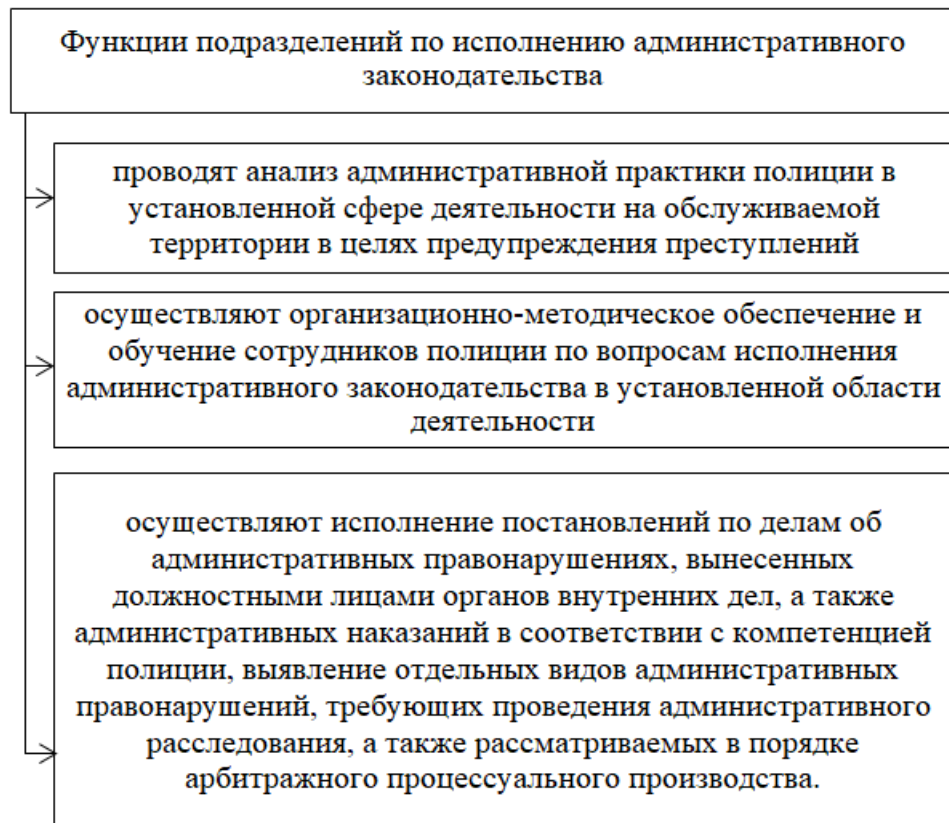 Функции подразделений по исполнению административного
законодательства
проводят анализ административной практики полиции в
установленной сфере деятельности на обслуживаемой
территории в целях предупреждения преступлений
осуществляют организационно-методическое обеспечение и
обучение сотрудников полиции по вопросам исполнения
административного законодательства в установленной области
деятельности
осуществляют исполнение постановлений по делам об
административных правонарушениях, вынесенных
должностными лицами органов внутренних дел, а также
административных наказаний в соответствии с компетенцией
полиции, выявление отдельных видов административных
правонарушений, требующих проведения административного
расследования, а также рассматриваемых в порядке
арбитражного процессуального производства.